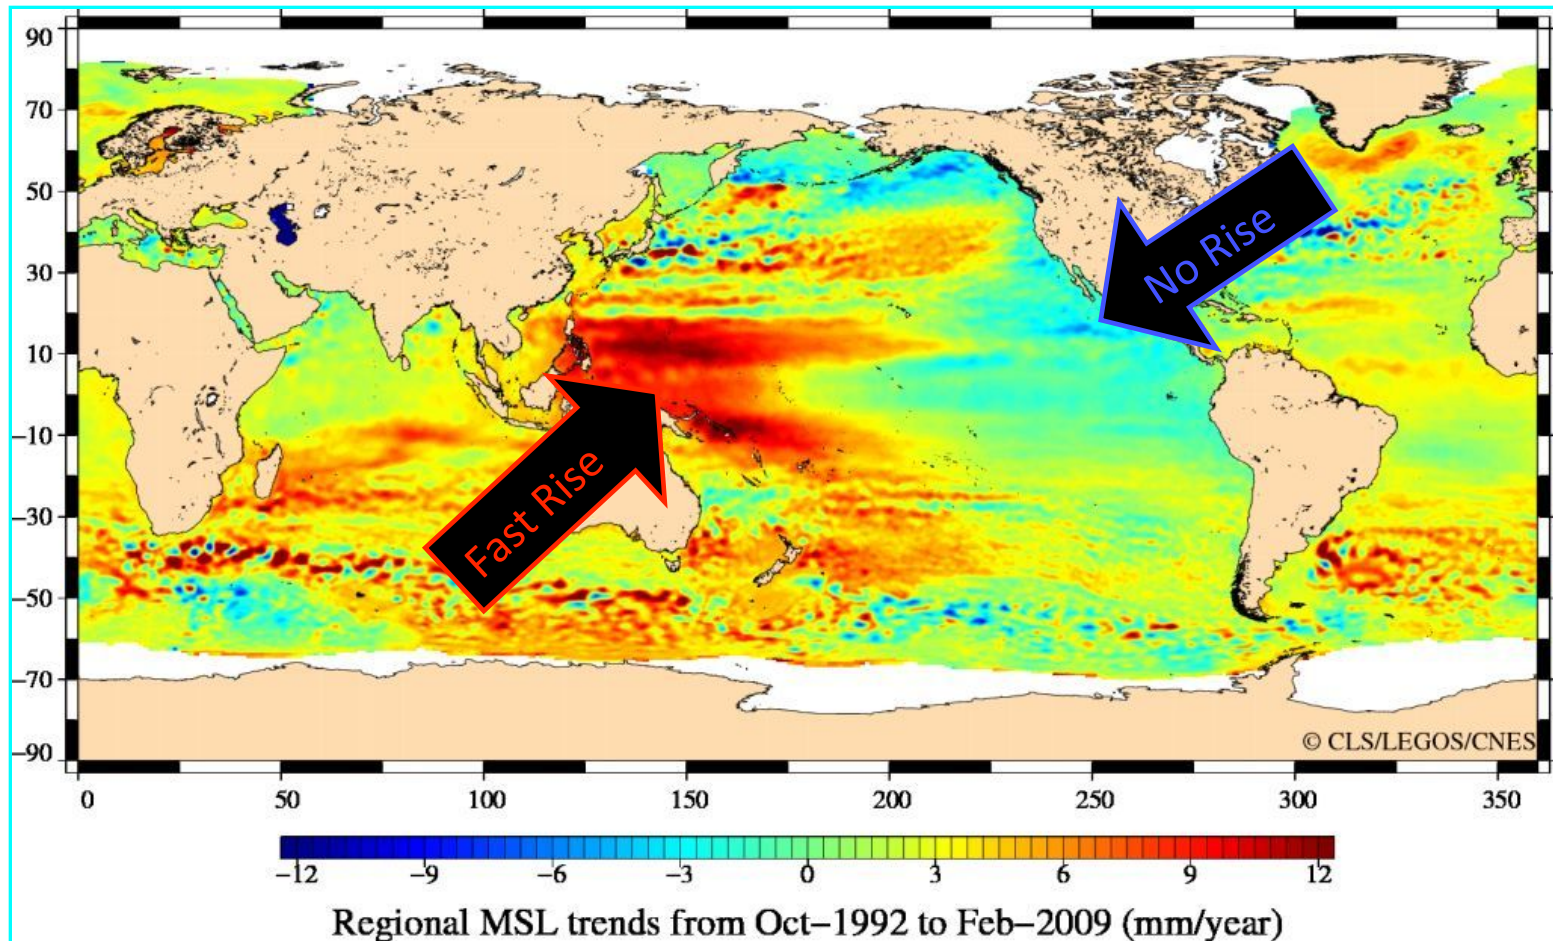 90
70
50
30
10
−10
−30
−50
−70
−90
No Rise
Fast Rise
© CLS/LEGOS/CNES
0 50 100 150 200 250 300 350
−12 −9 −6 −3 0 3 6 9 12
Regional MSL trends from Oct−1992 to Feb−2009 (mm/year)